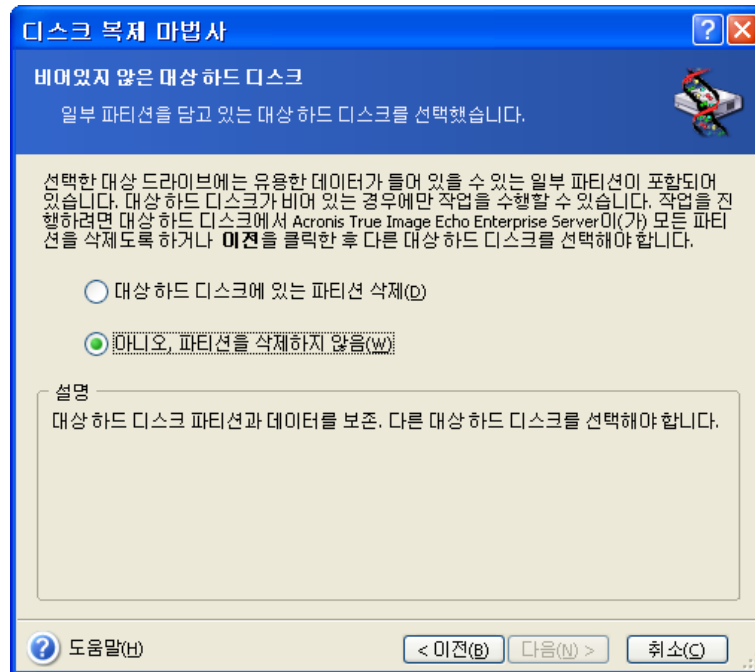 디스크 복제 마법사
비어있지 않은 대상 하드 디스크
일부 파티션을 담고 있는 대상 하드 디스크를 선택했습니다.
선택한 대상 드라이브에는 유용한 데이터가 들어 있을 수 있는 일부 파티션이 포함되어
있습니다. 대상 하드 디스크가 비어 있는 경우에만 작업을 수행할 수 있습니다. 작업을 진
행하려면 대상 하드 디스크에서 Acronis True Image Echo Enterprise Server이(가) 모든 파티
션을 삭제도록 하거나 이전을 클릭한 후 다른 대상 하드 디스크를 선택해야 합니다.
대상 하드 디스크에 있는 파티션 삭제(D)
아니오, 파티션을 삭제하지 않음(W)
설명
대상 하드 디스크 파티션과 데이터를 보존. 다른 대상 하드 디스크를 선택해야 합니다.
도움말(H)
< 이전(B)
다음(N) >
취소(C)